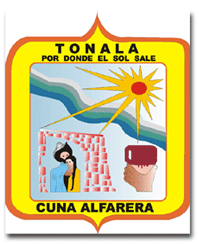 TONALA
POR DONDE EL SOL SALE
CUNA ALFARERA